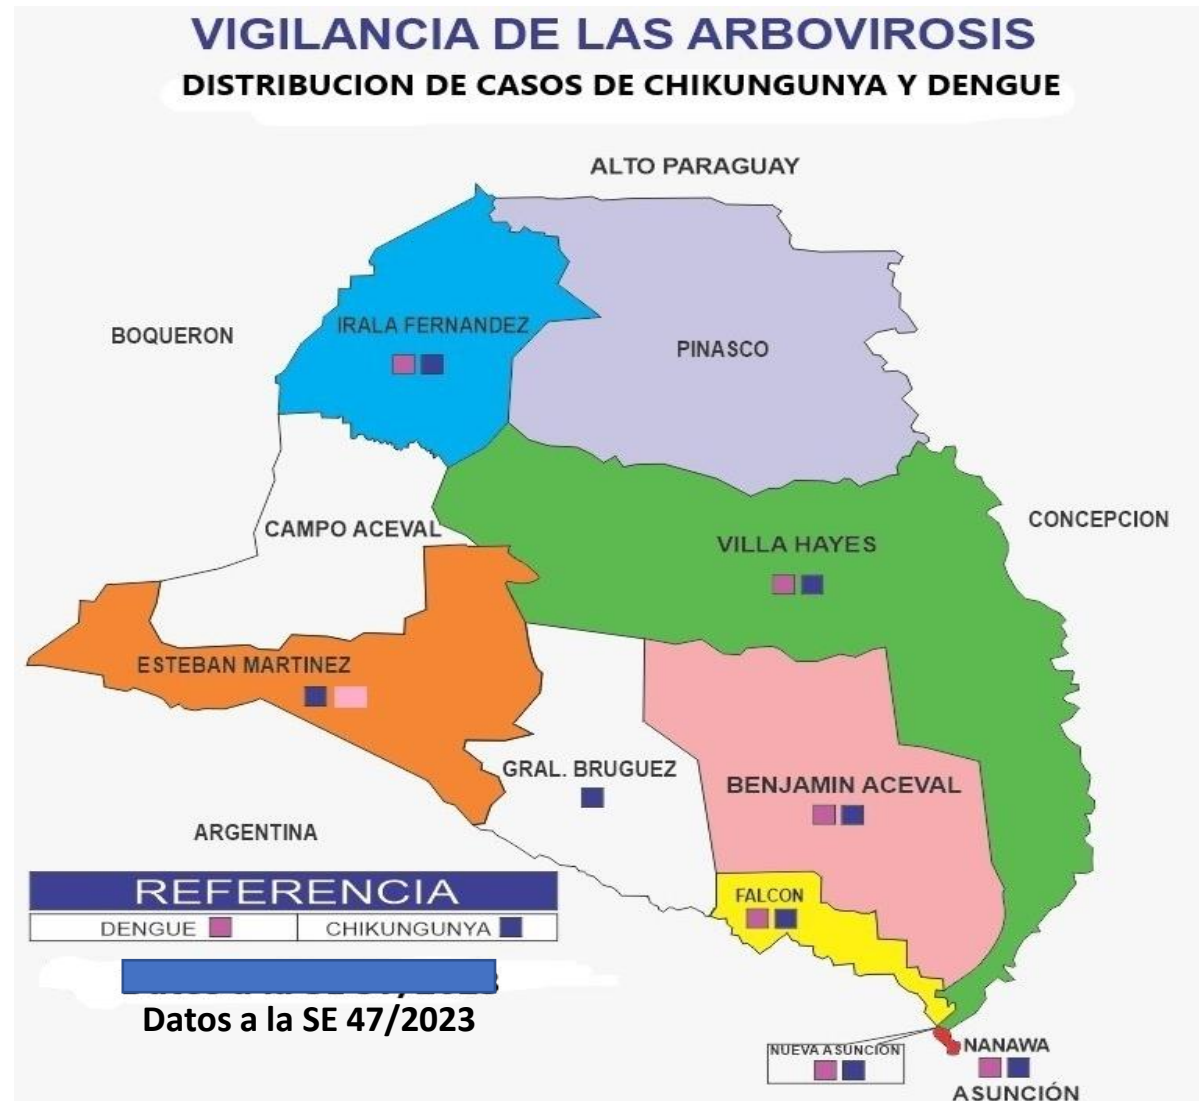 VIGILANCIA DE LAS ARBOVIROSIS
DISTRIBUCION DE CASOS DE CHIKUNGUNYA Y DENGUE
ALTO PARAGUAY
BOQUERON
IRALA FERNANDEZ
PINASCO
CAMPO ACEVAL
CONCEPCION
VILLA HAYES
ESTEBAN MARTINEZ
GRAL. BRUGUEZ
BENJAMIN ACEVAL
ARGENTINA
REFERENCIA
DENGUE
CHIKUNGUNYA
FALCON
Datos a la SE 47/2023
NUEVA ASUNCION
NANAWA
ASUNCIÓN